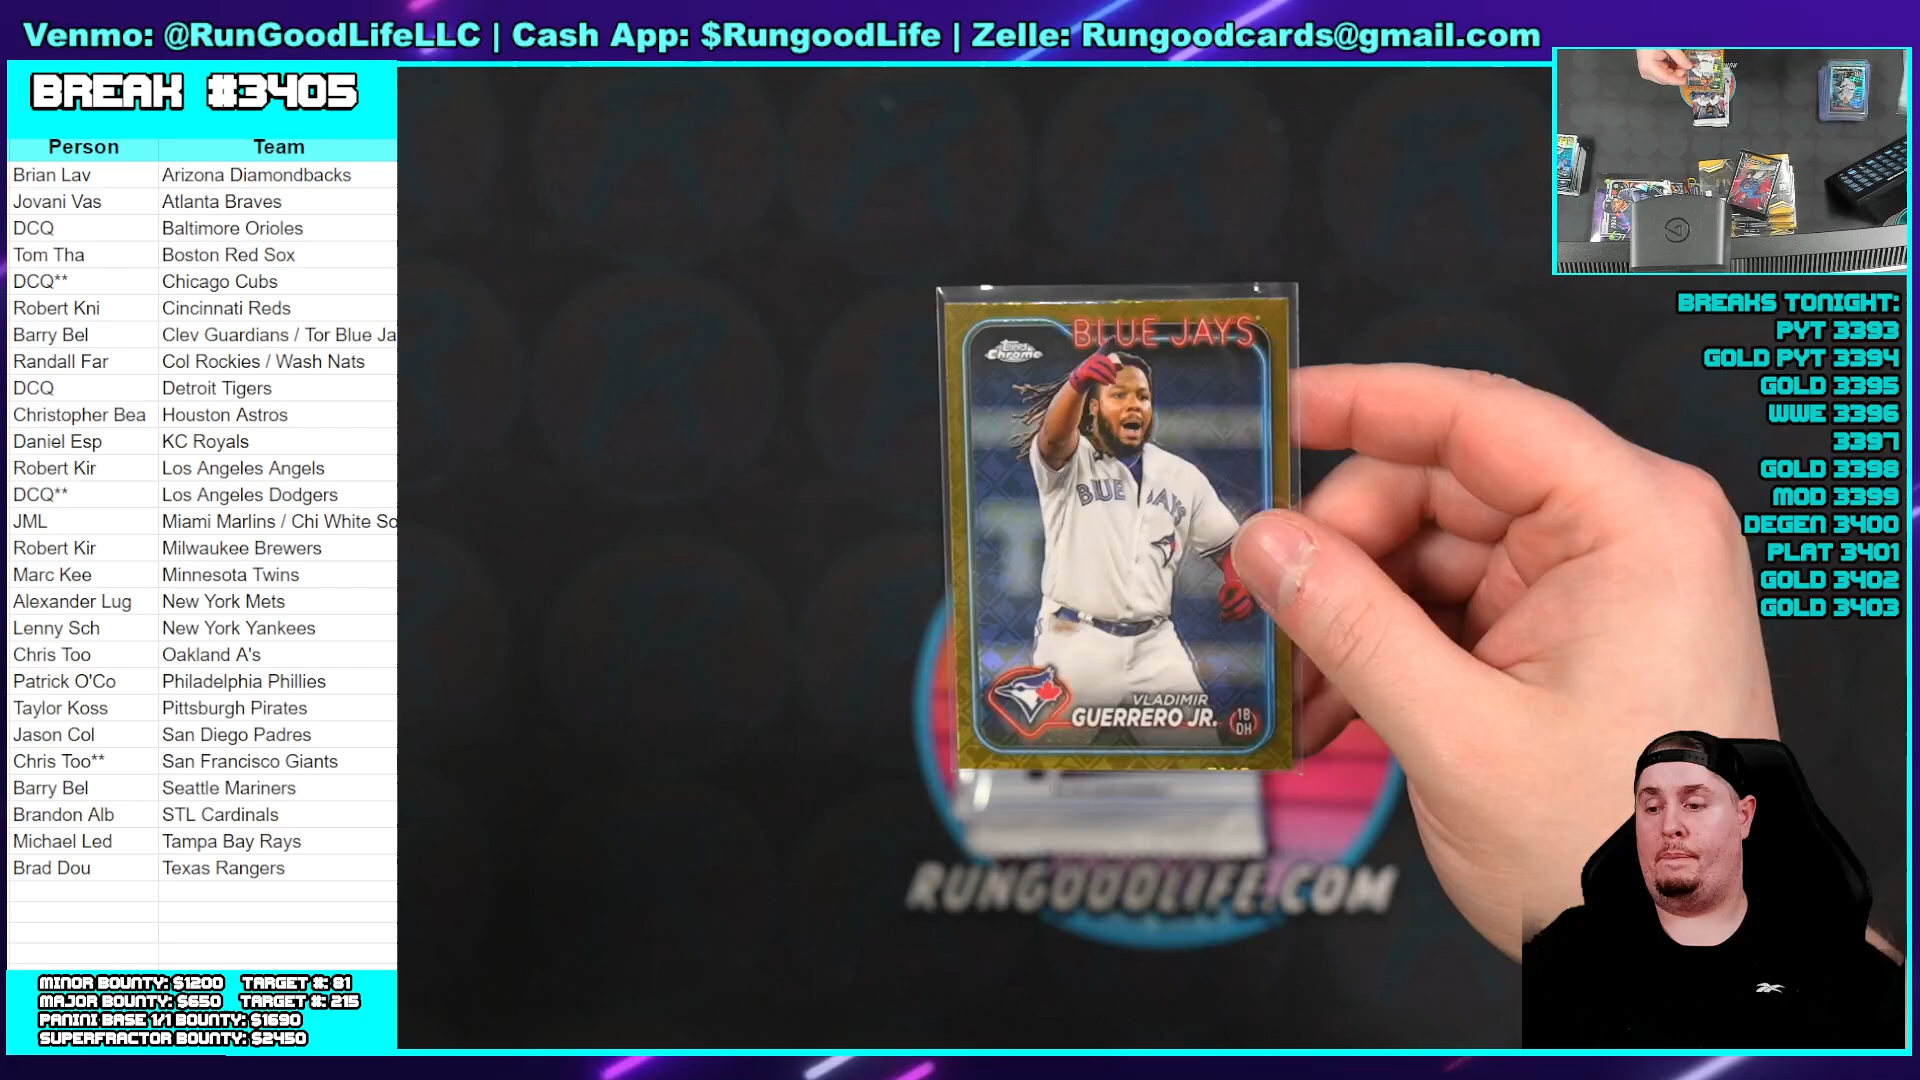 Venmo: @RunGoodLifeLLC | Cash App: $RungoodLife | Zelle: Rungoodcards@gmail.com
BREAK #3405
Person Team
Brian Lav Arizona Diamondbacks
Jovani Vas Atlanta Braves
DCQ Baltimore Orioles
Tom Tha Boston Red Sox
DCQ** Chicago Cubs
Robert Kni Cincinnati Reds
Barry Bel Clev Guardians / Tor Blue Ja
Randall Far Col Rockies / Wash Nats
DCQ Detroit Tigers
Christopher Bea Houston Astros
Daniel Esp KC Royals
Robert Kir Los Angeles Angels
DCQ** Los Angeles Dodgers
JML Miami Marlins / Chi White So
Robert Kir Milwaukee Brewers
Marc Kee Minnesota Twins
Alexander Lug New York Mets
Lenny Sch New York Yankees
Chris Too Oakland A's
Patrick O'Co Philadelphia Phillies
Taylor Koss Pittsburgh Pirates
Jason Col San Diego Padres
Chris Too** San Francisco Giants
Barry Bel Seattle Mariners
Brandon Alb STL Cardinals
Michael Led Tampa Bay Rays
Brad Dou Texas Rangers
MINOR BOUNTY: $1200 TARGET #: 81
MAJOR BOUNTY: $650 TARGET #: 215
PANINI BASE 1/1 BOUNTY: $1690
SUPERFRACTOR BOUNTY: $2450
BLUE JAYS
Topps
Chrome
BLUE JAYS
VLADIMIR
GUERRERO JR.
1B
DH
RUNGOODLIFE.COM
BREAKS TONIGHT:
PYT 3393
GOLD PYT 3394
GOLD 3395
WWE 3396
3397
GOLD 3398
MOD 3399
DEGEN 3400
PLAT 3401
GOLD 3402
GOLD 3403